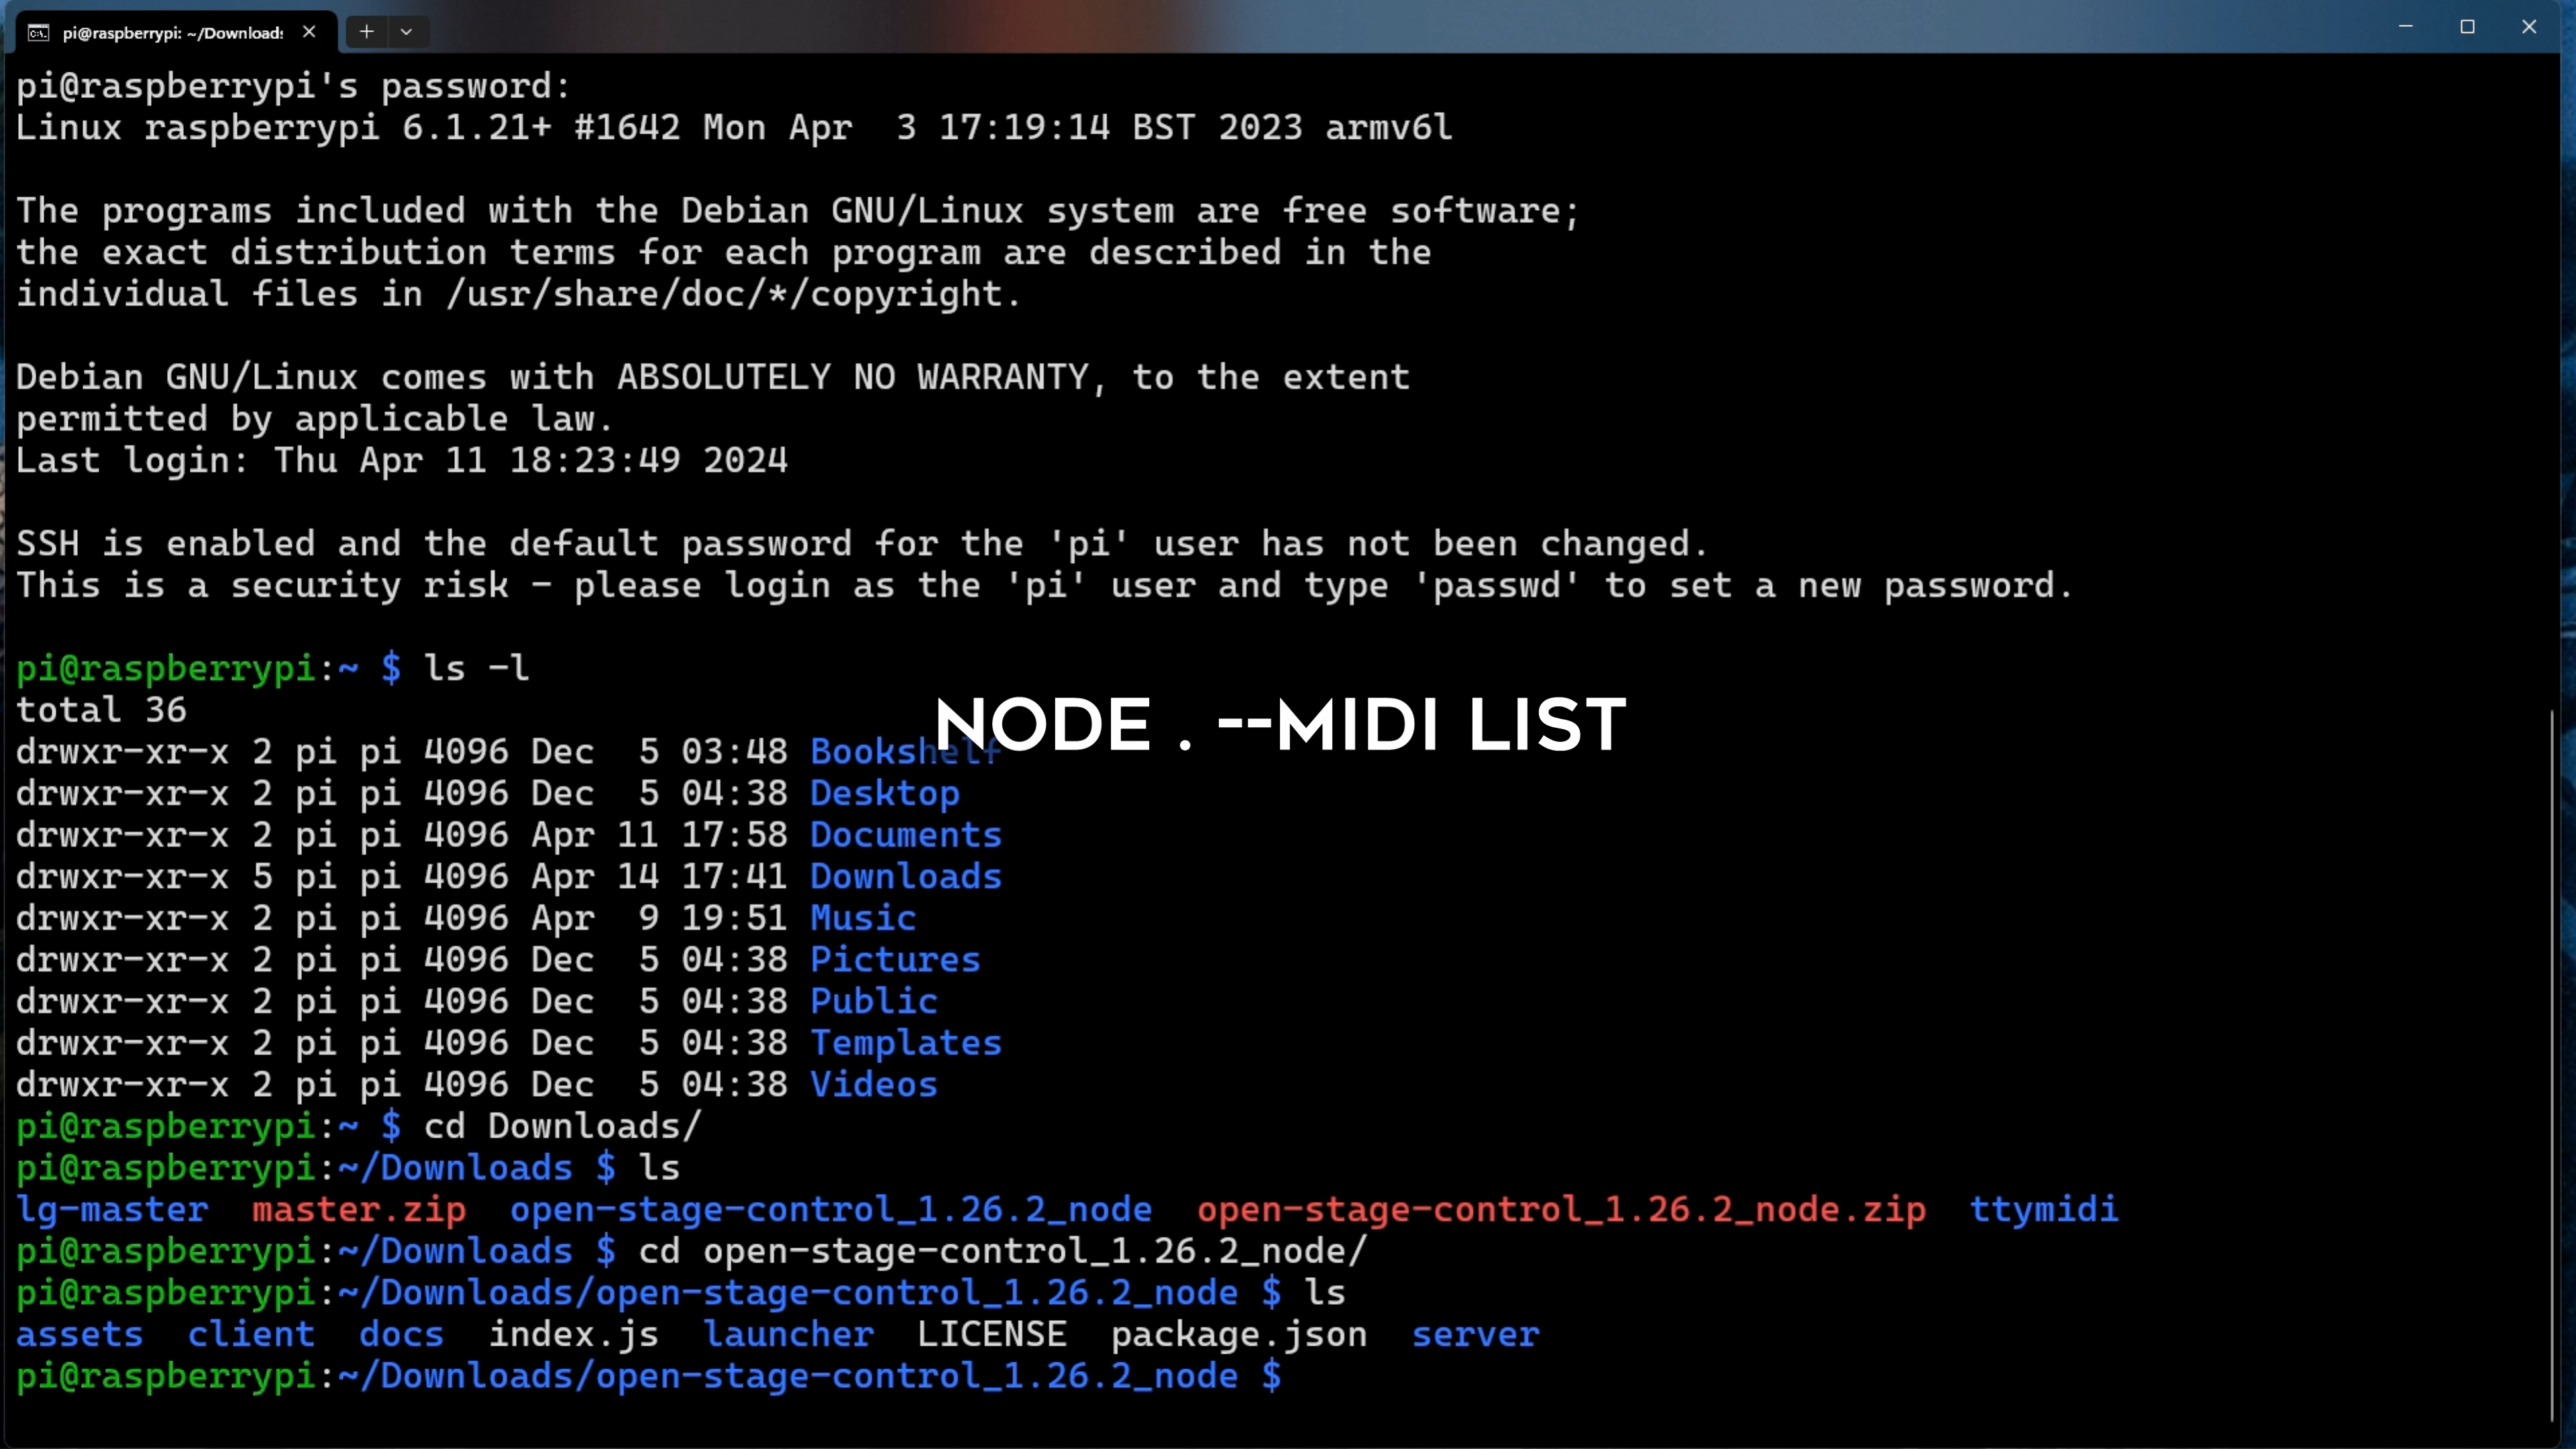 pi@raspberrypi: ~/Downloads
pi@raspberrypi's password:
Linux raspberrypi 6.1.21+ #1642 Mon Apr  3 17:19:14 BST 2023 armv6l
The programs included with the Debian GNU/Linux system are free software;
the exact distribution terms for each program are described in the
individual files in /usr/share/doc/*/copyright.
Debian GNU/Linux comes with ABSOLUTELY NO WARRANTY, to the extent
permitted by applicable law.
Last login: Thu Apr 11 18:23:49 2024
SSH is enabled and the default password for the 'pi' user has not been changed.
This is a security risk - please login as the 'pi' user and type 'passwd' to set a new password.
pi@raspberrypi:~ $ ls -l
total 36
NODE . --MIDI LIST
drwxr-xr-x 2 pi pi 4096 Dec  5 03:48 Bookshelf
drwxr-xr-x 2 pi pi 4096 Dec  5 04:38 Desktop
drwxr-xr-x 2 pi pi 4096 Apr 11 17:58 Documents
drwxr-xr-x 5 pi pi 4096 Apr 14 17:41 Downloads
drwxr-xr-x 2 pi pi 4096 Apr  9 19:51 Music
drwxr-xr-x 2 pi pi 4096 Dec  5 04:38 Pictures
drwxr-xr-x 2 pi pi 4096 Dec  5 04:38 Public
drwxr-xr-x 2 pi pi 4096 Dec  5 04:38 Templates
drwxr-xr-x 2 pi pi 4096 Dec  5 04:38 Videos
pi@raspberrypi:~ $ cd Downloads/
pi@raspberrypi:~/Downloads $ ls
lg-master  master.zip  open-stage-control_1.26.2_node  open-stage-control_1.26.2_node.zip  ttymidi
pi@raspberrypi:~/Downloads $ cd open-stage-control_1.26.2_node/
pi@raspberrypi:~/Downloads/open-stage-control_1.26.2_node $ ls
assets  client  docs  index.js  launcher  LICENSE  package.json  server
pi@raspberrypi:~/Downloads/open-stage-control_1.26.2_node $